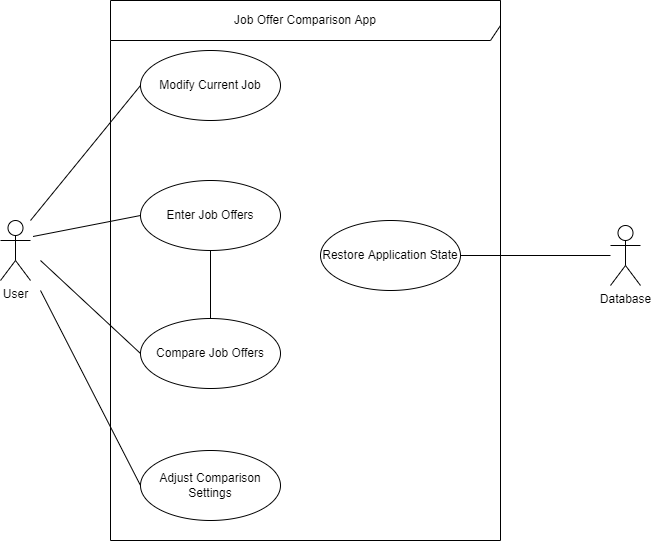 Job Offer Comparison App
Modify Current Job
Enter Job Offers
Restore Application State
User
Database
Compare Job Offers
Adjust Comparison
Settings